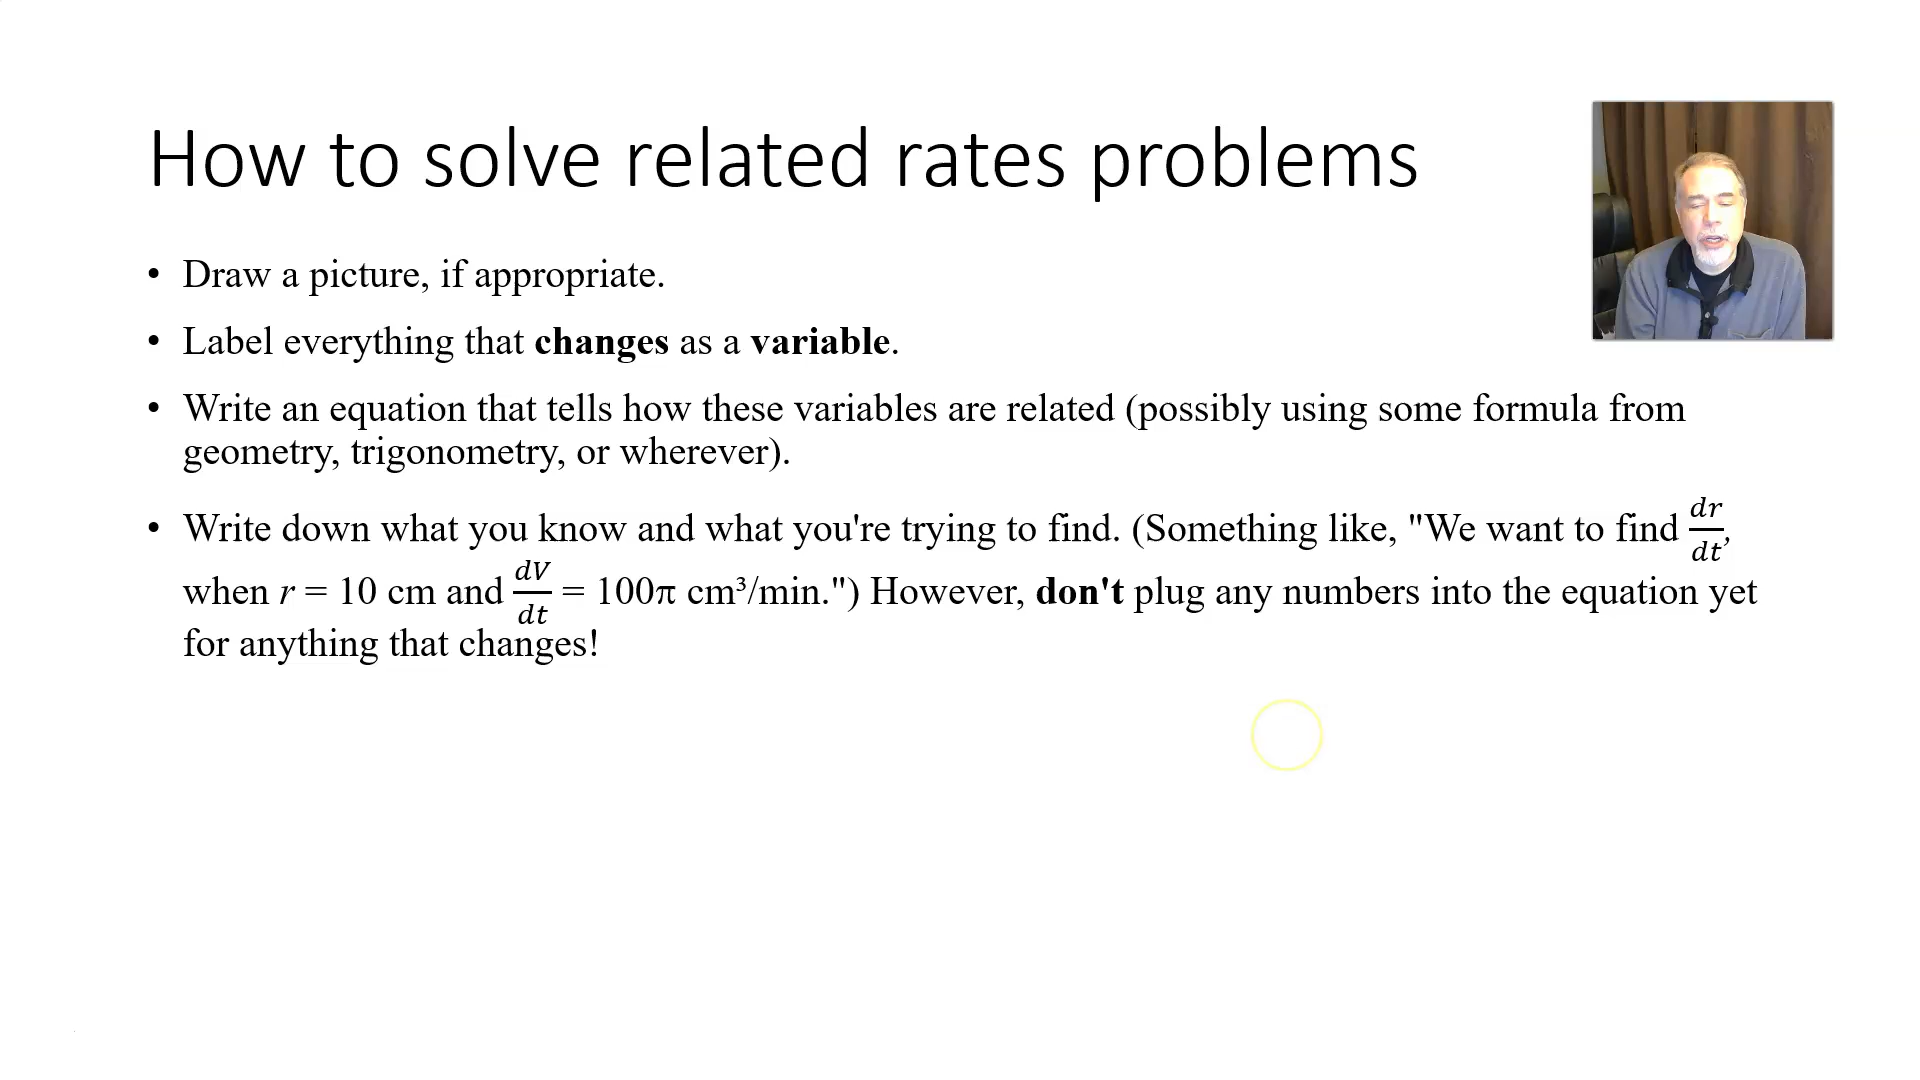 How to solve related rates problems
• Draw a picture, if appropriate.
• Label everything that changes as a variable.
• Write an equation that tells how these variables are related (possibly using some formula from
geometry, trigonometry, or wherever).
• Write down what you know and what you're trying to find. (Something like, "We want to find dr/dt,
when r = 10 cm and dV/dt = 100π cm³/min.") However, don't plug any numbers into the equation yet
for anything that changes!